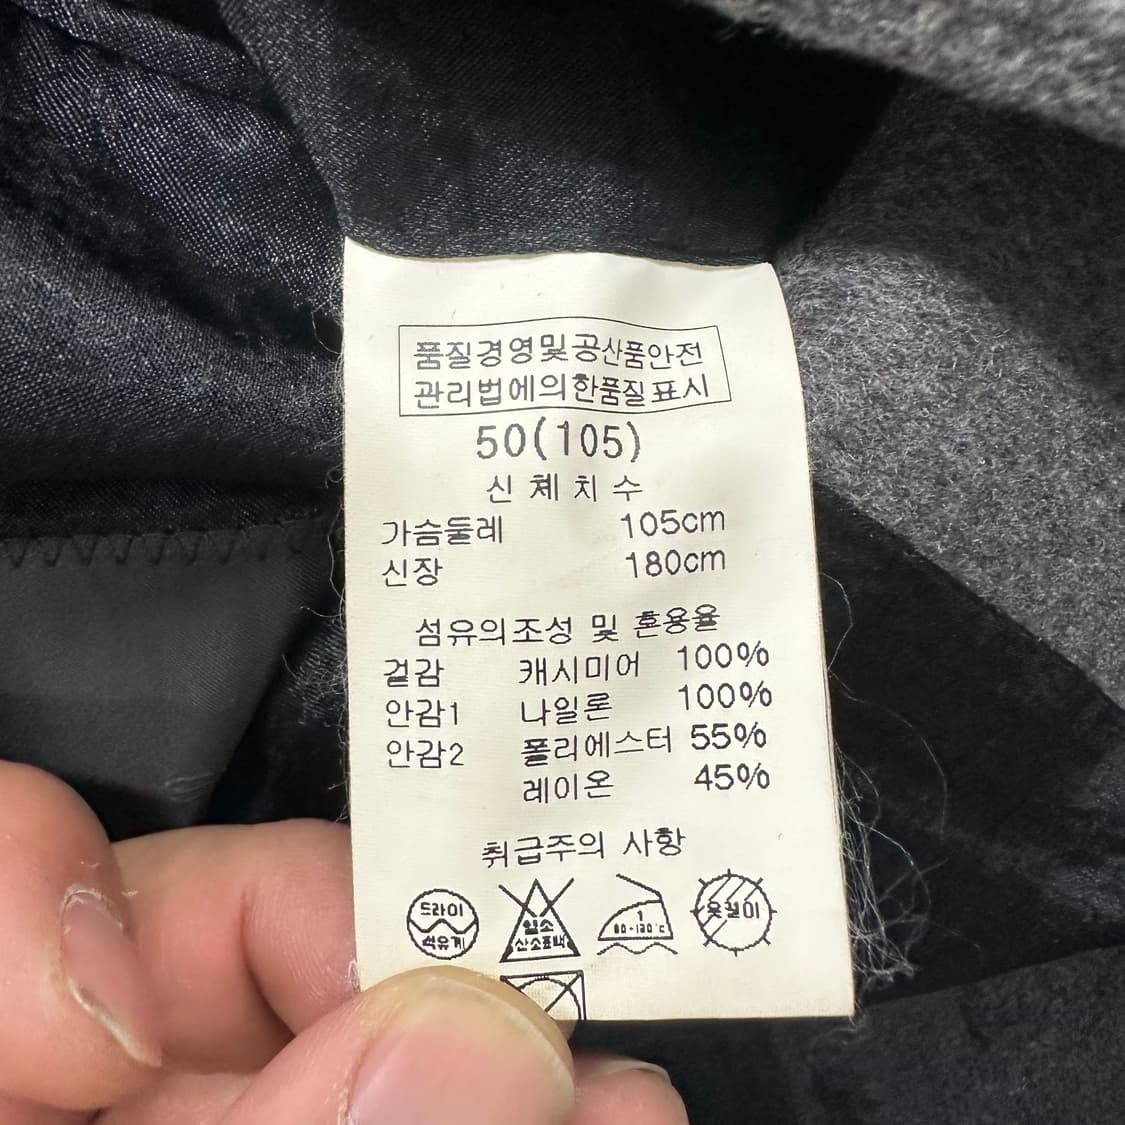 품질경영및공산품안전
관리법에의한품질표시
50(105)
신체치수
가슴둘레 105cm
신장 180cm
섬유의조성 및 혼용율
겉감 캐시미어 100%
안감1 나일론 100%
안감2 폴리에스터 55%
레이온 45%
취급주의 사항
드라이
석유계
염소
산소표백
1
80-120℃
옷걸이